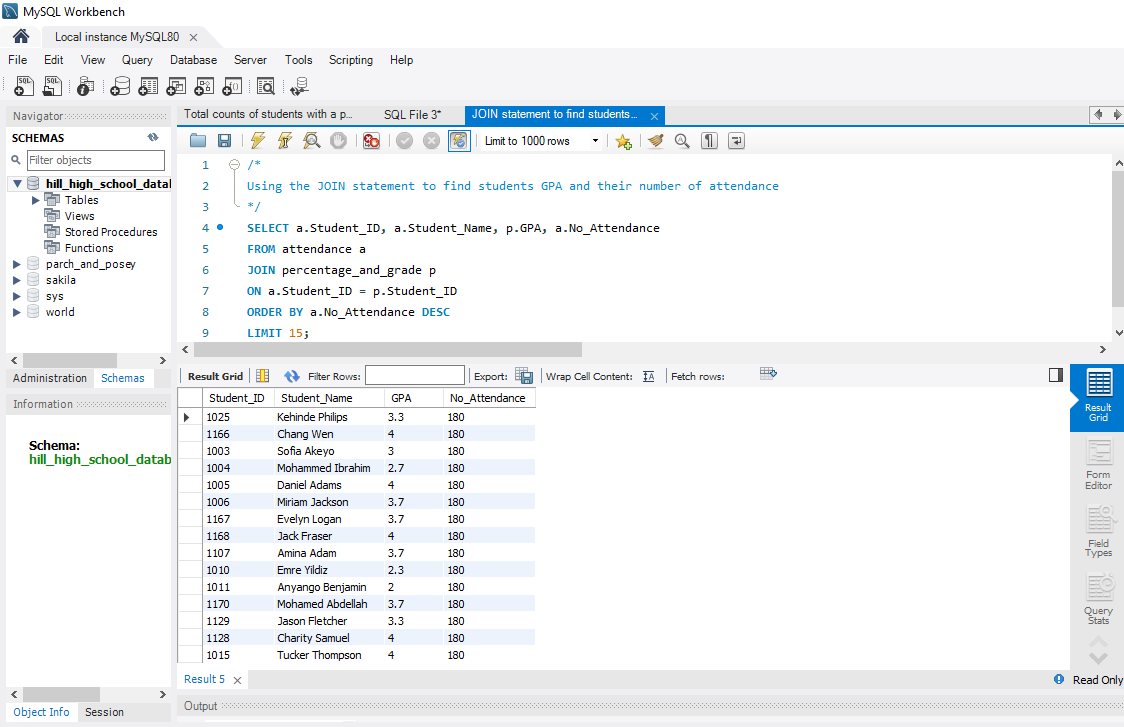 MySQL Workbench
Local instance MySQL80
File Edit View Query Database Server Tools Scripting Help
Navigator
SCHEMAS
Filter objects
hill_high_school_datab
Tables
Views
Stored Procedures
Functions
parch_and_posey
sakila
sys
world
Administration Schemas
Information
Schema:
hill_high_school_datab
Object Info Session
Total counts of students with a p... SQL File 3* JOIN statement to find students...
Limit to 1000 rows
1 /*
2 Using the JOIN statement to find students GPA and their number of attendance
3 */
4 SELECT a.Student_ID, a.Student_Name, p.GPA, a.No_Attendance
5 FROM attendance a
6 JOIN percentage_and_grade p
7 ON a.Student_ID = p.Student_ID
8 ORDER BY a.No_Attendance DESC
9 LIMIT 15;
Result Grid Filter Rows: Export: Wrap Cell Content: Fetch rows:
Student_ID Student_Name GPA No_Attendance
1025 Kehinde Philips 3.3 180
1166 Chang Wen 4 180
1003 Sofia Akeyo 3 180
1004 Mohammed Ibrahim 2.7 180
1005 Daniel Adams 4 180
1006 Miriam Jackson 3.7 180
1167 Evelyn Logan 3.7 180
1168 Jack Fraser 4 180
1107 Amina Adam 3.7 180
1010 Emre Yildiz 2.3 180
1011 Anyango Benjamin 2 180
1170 Mohamed Abdellah 3.7 180
1129 Jason Fletcher 3.3 180
1128 Charity Samuel 4 180
1015 Tucker Thompson 4 180
Result
Grid
Form
Editor
Field
Types
Query
Stats
Result 5
Read Only
Output